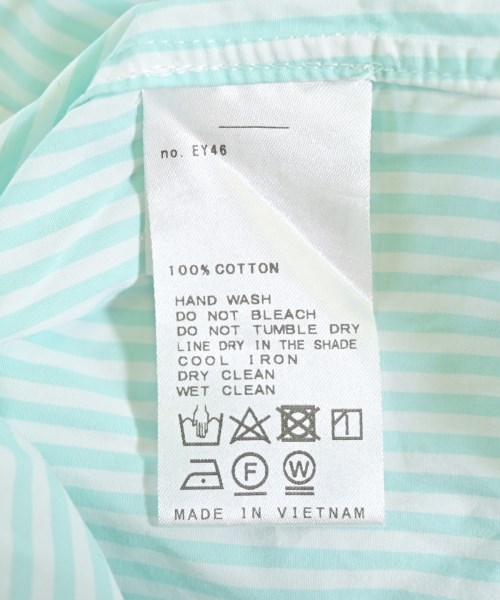 no. EY46
100% COTTON
HAND WASH
DO NOT BLEACH
DO NOT TUMBLE DRY
LINE DRY IN THE SHADE
COOL IRON
DRY CLEAN
WET CLEAN
F W
MADE IN VIETNAM